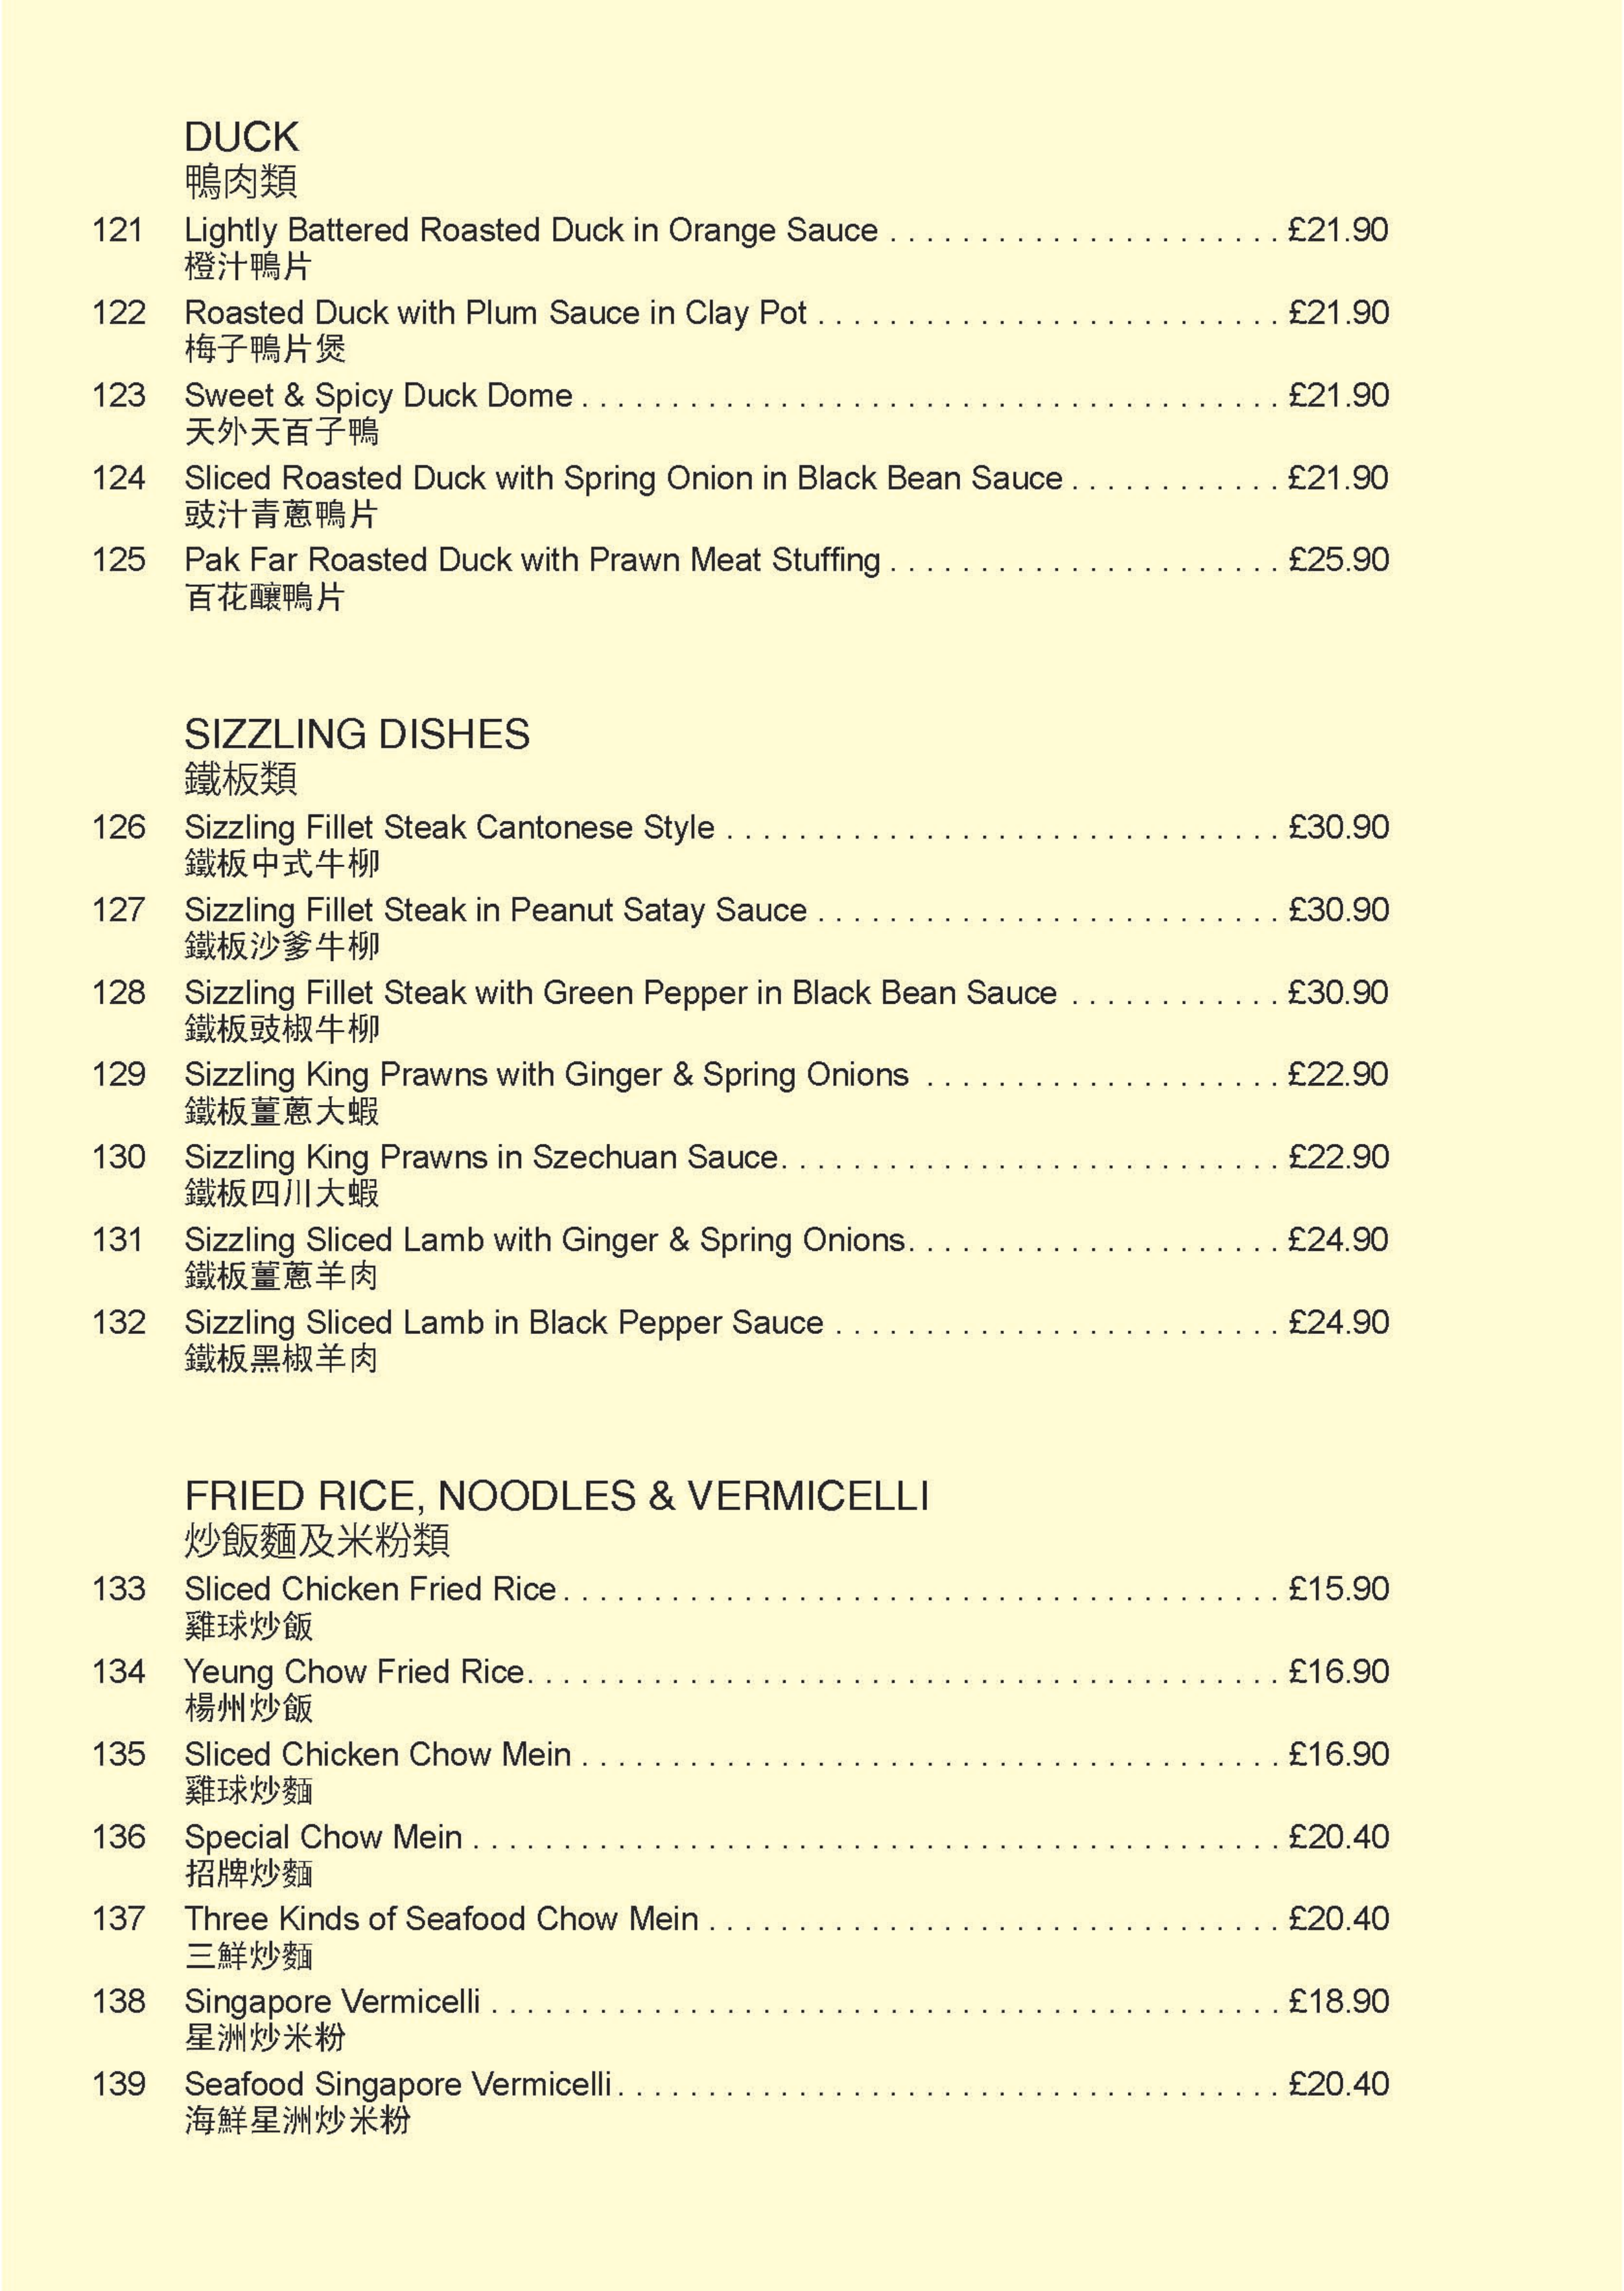 DUCK
鴨肉類
121 Lightly Battered Roasted Duck in Orange Sauce . . . . . . . . . . . . . . . . . . . . . . £21.90
橙汁鴨片
122 Roasted Duck with Plum Sauce in Clay Pot . . . . . . . . . . . . . . . . . . . . . . . . . . £21.90
梅子鴨片煲
123 Sweet & Spicy Duck Dome . . . . . . . . . . . . . . . . . . . . . . . . . . . . . . . . . . . . . . . £21.90
天外天百子鴨
124 Sliced Roasted Duck with Spring Onion in Black Bean Sauce . . . . . . . . . . . . £21.90
豉汁青蔥鴨片
125 Pak Far Roasted Duck with Prawn Meat Stuffing . . . . . . . . . . . . . . . . . . . . . . £25.90
百花釀鴨片
SIZZLING DISHES
鐵板類
126 Sizzling Fillet Steak Cantonese Style . . . . . . . . . . . . . . . . . . . . . . . . . . . . . . . £30.90
鐵板中式牛柳
127 Sizzling Fillet Steak in Peanut Satay Sauce . . . . . . . . . . . . . . . . . . . . . . . . . . £30.90
鐵板沙爹牛柳
128 Sizzling Fillet Steak with Green Pepper in Black Bean Sauce . . . . . . . . . . . . £30.90
鐵板豉椒牛柳
129 Sizzling King Prawns with Ginger & Spring Onions . . . . . . . . . . . . . . . . . . . . £22.90
鐵板薑蔥大蝦
130 Sizzling King Prawns in Szechuan Sauce. . . . . . . . . . . . . . . . . . . . . . . . . . . . £22.90
鐵板四川大蝦
131 Sizzling Sliced Lamb with Ginger & Spring Onions. . . . . . . . . . . . . . . . . . . . . £24.90
鐵板薑蔥羊肉
132 Sizzling Sliced Lamb in Black Pepper Sauce . . . . . . . . . . . . . . . . . . . . . . . . . £24.90
鐵板黑椒羊肉
FRIED RICE, NOODLES & VERMICELLI
炒飯麵及米粉類
133 Sliced Chicken Fried Rice . . . . . . . . . . . . . . . . . . . . . . . . . . . . . . . . . . . . . . . . £15.90
雞球炒飯
134 Yeung Chow Fried Rice. . . . . . . . . . . . . . . . . . . . . . . . . . . . . . . . . . . . . . . . . . £16.90
楊州炒飯
135 Sliced Chicken Chow Mein . . . . . . . . . . . . . . . . . . . . . . . . . . . . . . . . . . . . . . . £16.90
雞球炒麵
136 Special Chow Mein . . . . . . . . . . . . . . . . . . . . . . . . . . . . . . . . . . . . . . . . . . . . . £20.40
招牌炒麵
137 Three Kinds of Seafood Chow Mein . . . . . . . . . . . . . . . . . . . . . . . . . . . . . . . . £20.40
三鮮炒麵
138 Singapore Vermicelli . . . . . . . . . . . . . . . . . . . . . . . . . . . . . . . . . . . . . . . . . . . . £18.90
星洲炒米粉
139 Seafood Singapore Vermicelli . . . . . . . . . . . . . . . . . . . . . . . . . . . . . . . . . . . . . £20.40
海鮮星洲炒米粉